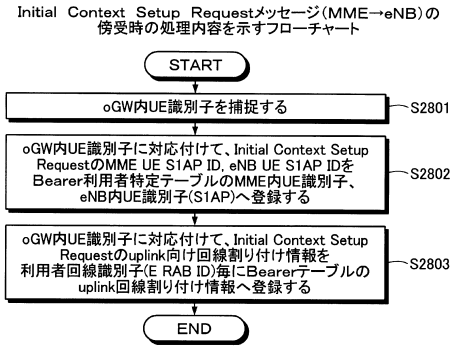 Initial Context Setup Requestメッセージ(MME→eNB)の
傍受時の処理内容を示すフローチャート
START
oGW内UE識別子を捕捉する
S2801
oGW内UE識別子に対応付けて、Initial Context Setup
RequestのMME UE S1AP ID, eNB UE S1AP IDを
Bearer利用者特定テーブルのMME内UE識別子、
eNB内UE識別子(S1AP)へ登録する
S2802
oGW内UE識別子に対応付けて、Initial Context Setup
Requestのuplink向け回線割り付け情報を
利用者回線識別子(E RAB ID)毎にBearerテーブルの
uplink回線割り付け情報へ登録する
S2803
END